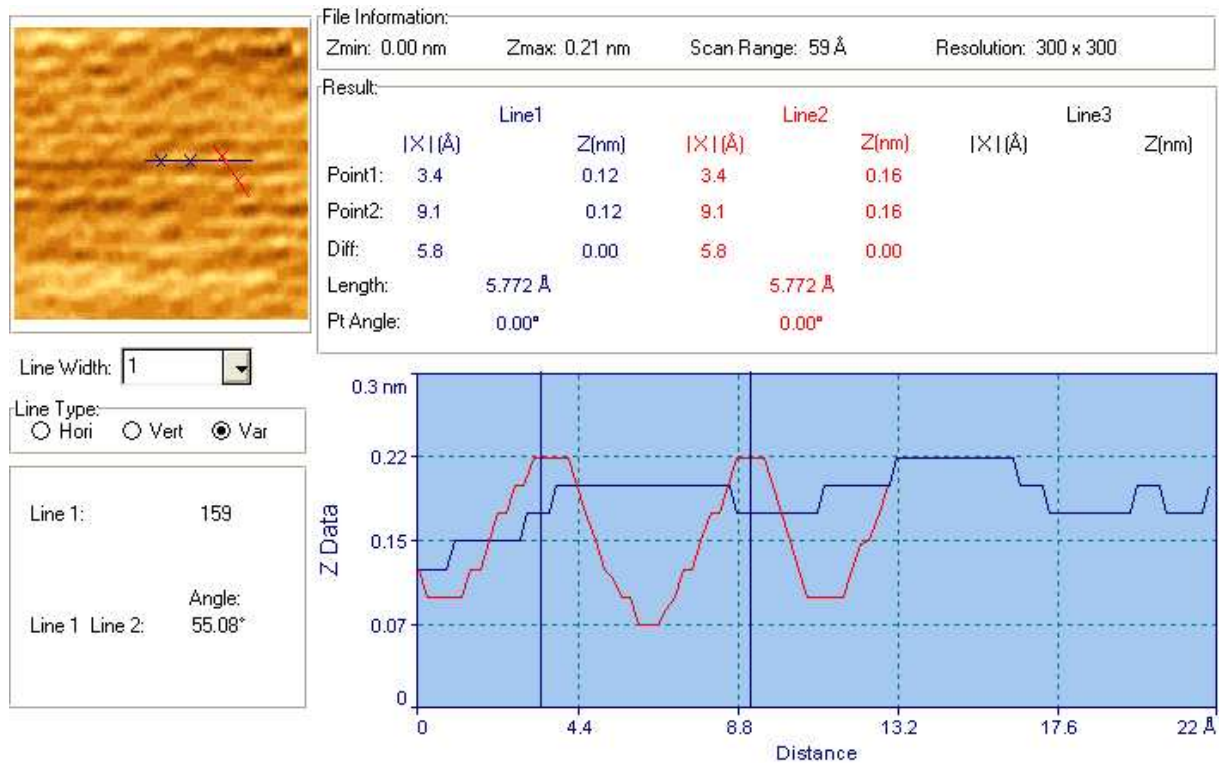 File Information:
Zmin: 0.00 nm Zmax: 0.21 nm Scan Range: 59 Å Resolution: 300 x 300
Result:
Line1 Line2 Line3
|X|(Å) Z(nm) |X|(Å) Z(nm) |X|(Å) Z(nm)
Point1: 3.4 0.12 3.4 0.16
Point2: 9.1 0.12 9.1 0.16
Diff: 5.8 0.00 5.8 0.00
Length: 5.772 Å 5.772 Å
Pt Angle: 0.00° 0.00°
Line Width: 1
Line Type:
Hori Vert Var
Line 1: 159
Angle:
Line 1 Line 2: 55.08°
0.3 nm
0.22
0.15
0.07
0
Z Data
0 4.4 8.8 13.2 17.6 22 Å
Distance